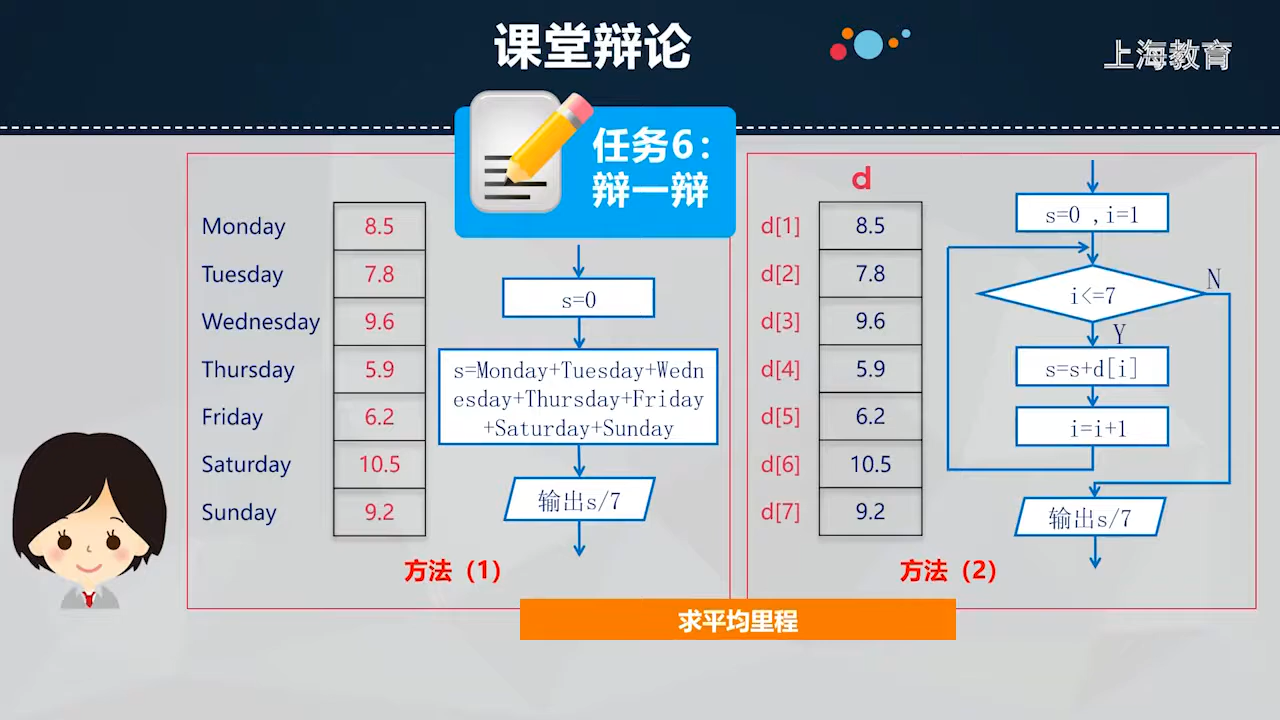 课堂辩论
上海教育
任务6：
辩一辩
Monday 8.5
Tuesday 7.8
Wednesday 9.6
Thursday 5.9
Friday 6.2
Saturday 10.5
Sunday 9.2
s=0
s=Monday+Tuesday+Wedn
esday+Thursday+Friday
+Saturday+Sunday
输出s/7
方法（1）
d
d[1] 8.5
d[2] 7.8
d[3] 9.6
d[4] 5.9
d[5] 6.2
d[6] 10.5
d[7] 9.2
s=0 ,i=1
i<=7
N
Y
s=s+d[i]
i=i+1
输出s/7
方法（2）
求平均里程